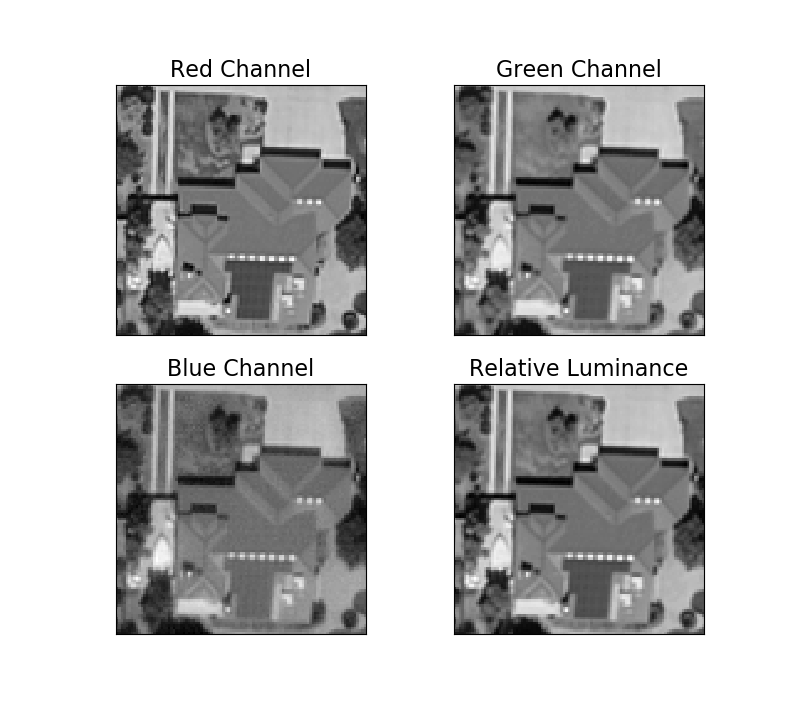 Red Channel
Green Channel
Blue Channel
Relative Luminance